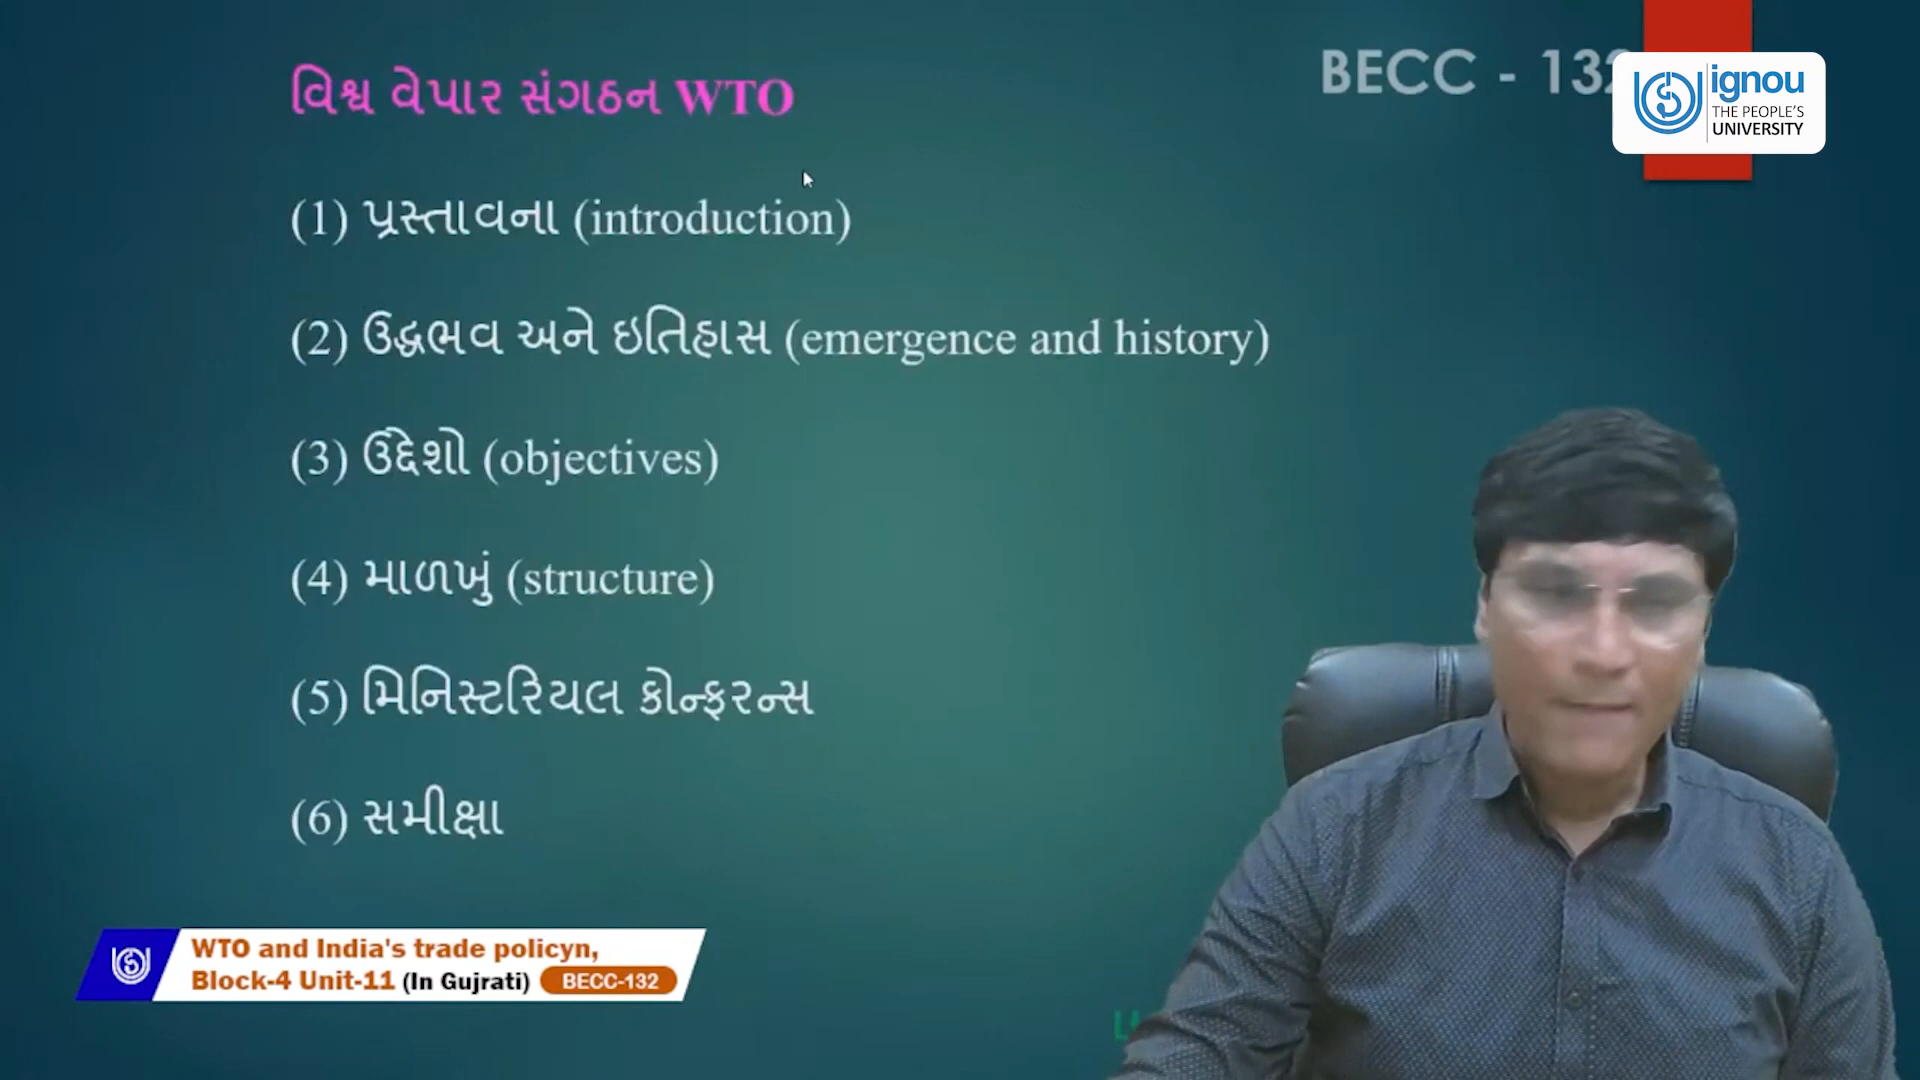 વિશ્વ વેપાર સંગઠન WTO
BECC - 132
ignou
THE PEOPLE'S
UNIVERSITY
(1) પ્રસ્તાવના (introduction)
(2) ઉદ્ધભવ અને ઇતિહાસ (emergence and history)
(3) ઉદ્દેશો (objectives)
(4) માળખું (structure)
(5) મિનિસ્ટરિયલ કોન્ફરન્સ
(6) સમીક્ષા
WTO and India's trade policyn,
Block-4 Unit-11 (In Gujrati) BECC-132